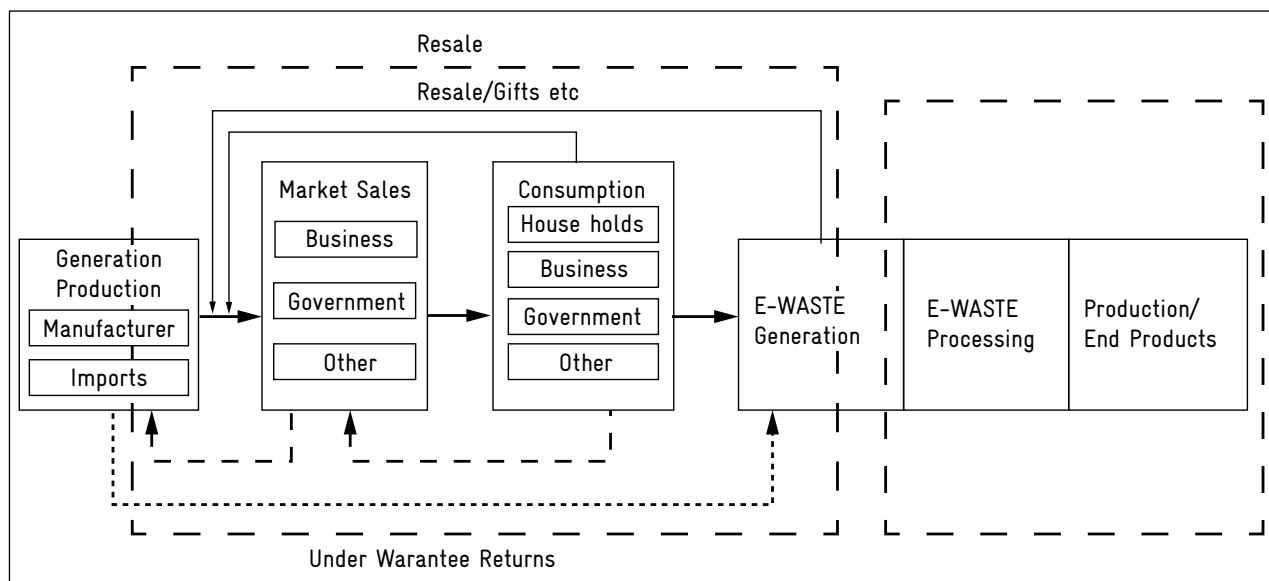 Resale
Resale/Gifts etc
Generation
Production
Manufacturer
Imports
Market Sales
Business
Government
Other
Consumption
House holds
Business
Government
Other
E-WASTE
Generation
E-WASTE
Processing
Production/
End Products
Under Warantee Returns